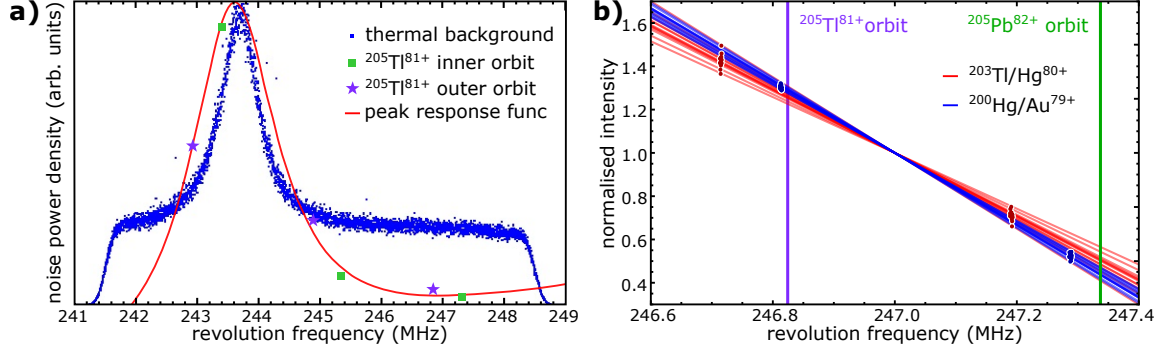 a)
noise power density (arb. units)
thermal background
²⁰⁵Tl⁸¹⁺ inner orbit
²⁰⁵Tl⁸¹⁺ outer orbit
peak response func
241 242 243 244 245 246 247 248 249
revolution frequency (MHz)
b)
normalised intensity
1.6
1.4
1.2
1.0
0.8
0.6
0.4
²⁰⁵Tl⁸¹⁺orbit
²⁰⁵Pb⁸²⁺ orbit
²⁰³Tl/Hg⁸⁰⁺
²⁰⁰Hg/Au⁷⁹⁺
246.6 246.8 247.0 247.2 247.4
revolution frequency (MHz)